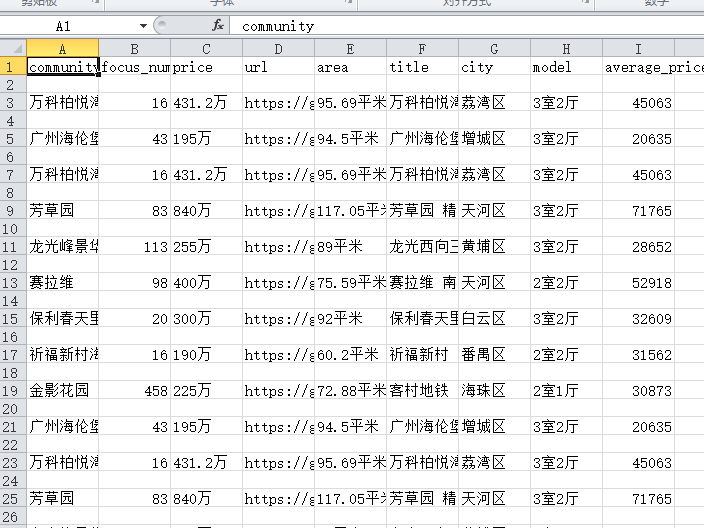 剪贴板 字体 对齐方式 数字
A1 fx community
A B C D E F G H I
1 community focus_num price url area title city model average_price
2
3 万科柏悦湾 16 431.2万 https://g 95.69平米 万科柏悦湾 荔湾区 3室2厅 45063
4
5 广州海伦堡 43 195万 https://g 94.5平米 广州海伦堡 增城区 3室2厅 20635
6
7 万科柏悦湾 16 431.2万 https://g 95.69平米 万科柏悦湾 荔湾区 3室2厅 45063
8
9 芳草园 83 840万 https://g 117.05平米 芳草园 精 天河区 3室2厅 71765
10
11 龙光峰景华 113 255万 https://g 89平米 龙光西向三 黄埔区 3室2厅 28652
12
13 赛拉维 98 400万 https://g 75.59平米 赛拉维 南 天河区 2室2厅 52918
14
15 保利春天里 20 300万 https://g 92平米 保利春天里 白云区 3室2厅 32609
16
17 祈福新村湖 16 190万 https://g 60.2平米 祈福新村 番禺区 2室2厅 31562
18
19 金影花园 458 225万 https://g 72.88平米 客村地铁 海珠区 2室1厅 30873
20
21 广州海伦堡 43 195万 https://g 94.5平米 广州海伦堡 增城区 3室2厅 20635
22
23 万科柏悦湾 16 431.2万 https://g 95.69平米 万科柏悦湾 荔湾区 3室2厅 45063
24
25 芳草园 83 840万 https://g 117.05平米 芳草园 精 天河区 3室2厅 71765
26